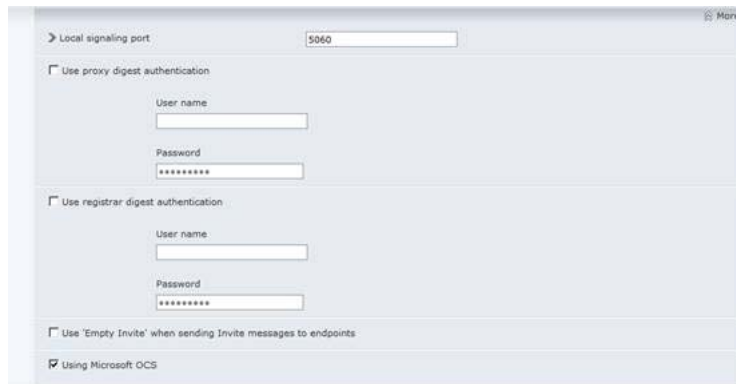 More
Local signaling port
5060
Use proxy digest authentication
User name
Password
*********
Use registrar digest authentication
User name
Password
*********
Use 'Empty Invite' when sending Invite messages to endpoints
Using Microsoft OCS